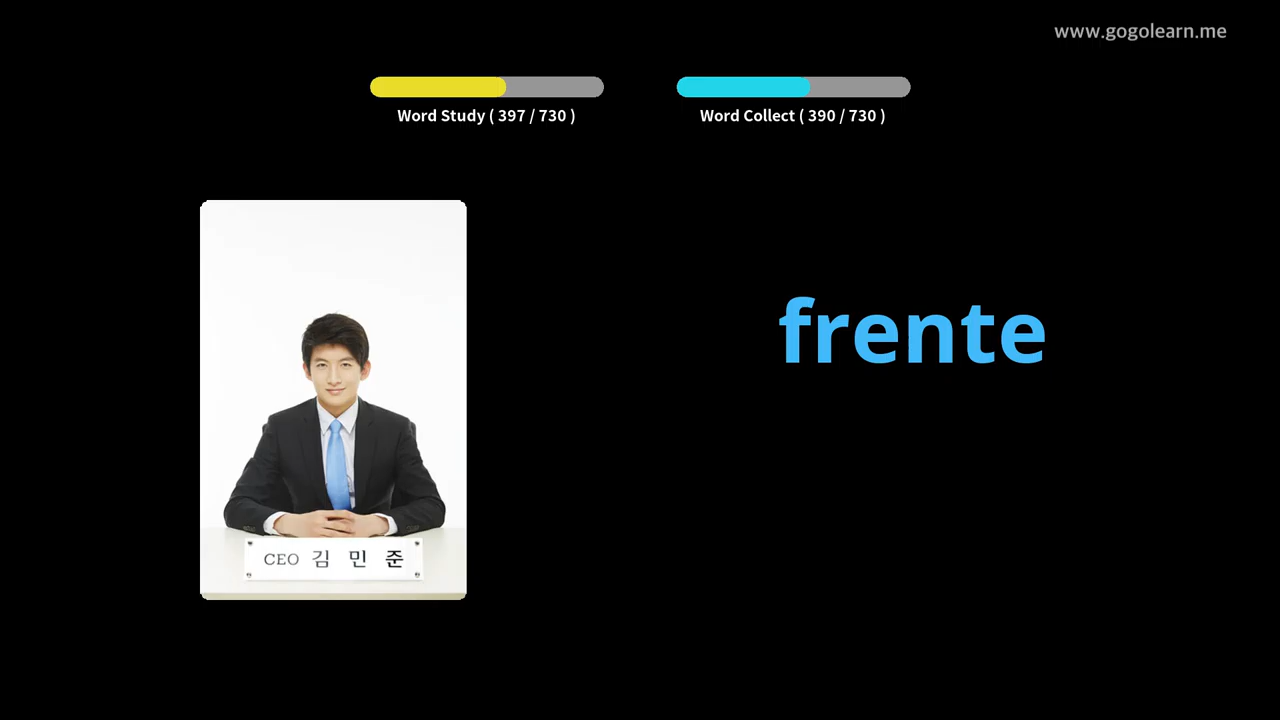 www.gogolearn.me
Word Study ( 397 / 730 )
Word Collect ( 390 / 730 )
frente
CEO 김 민 준